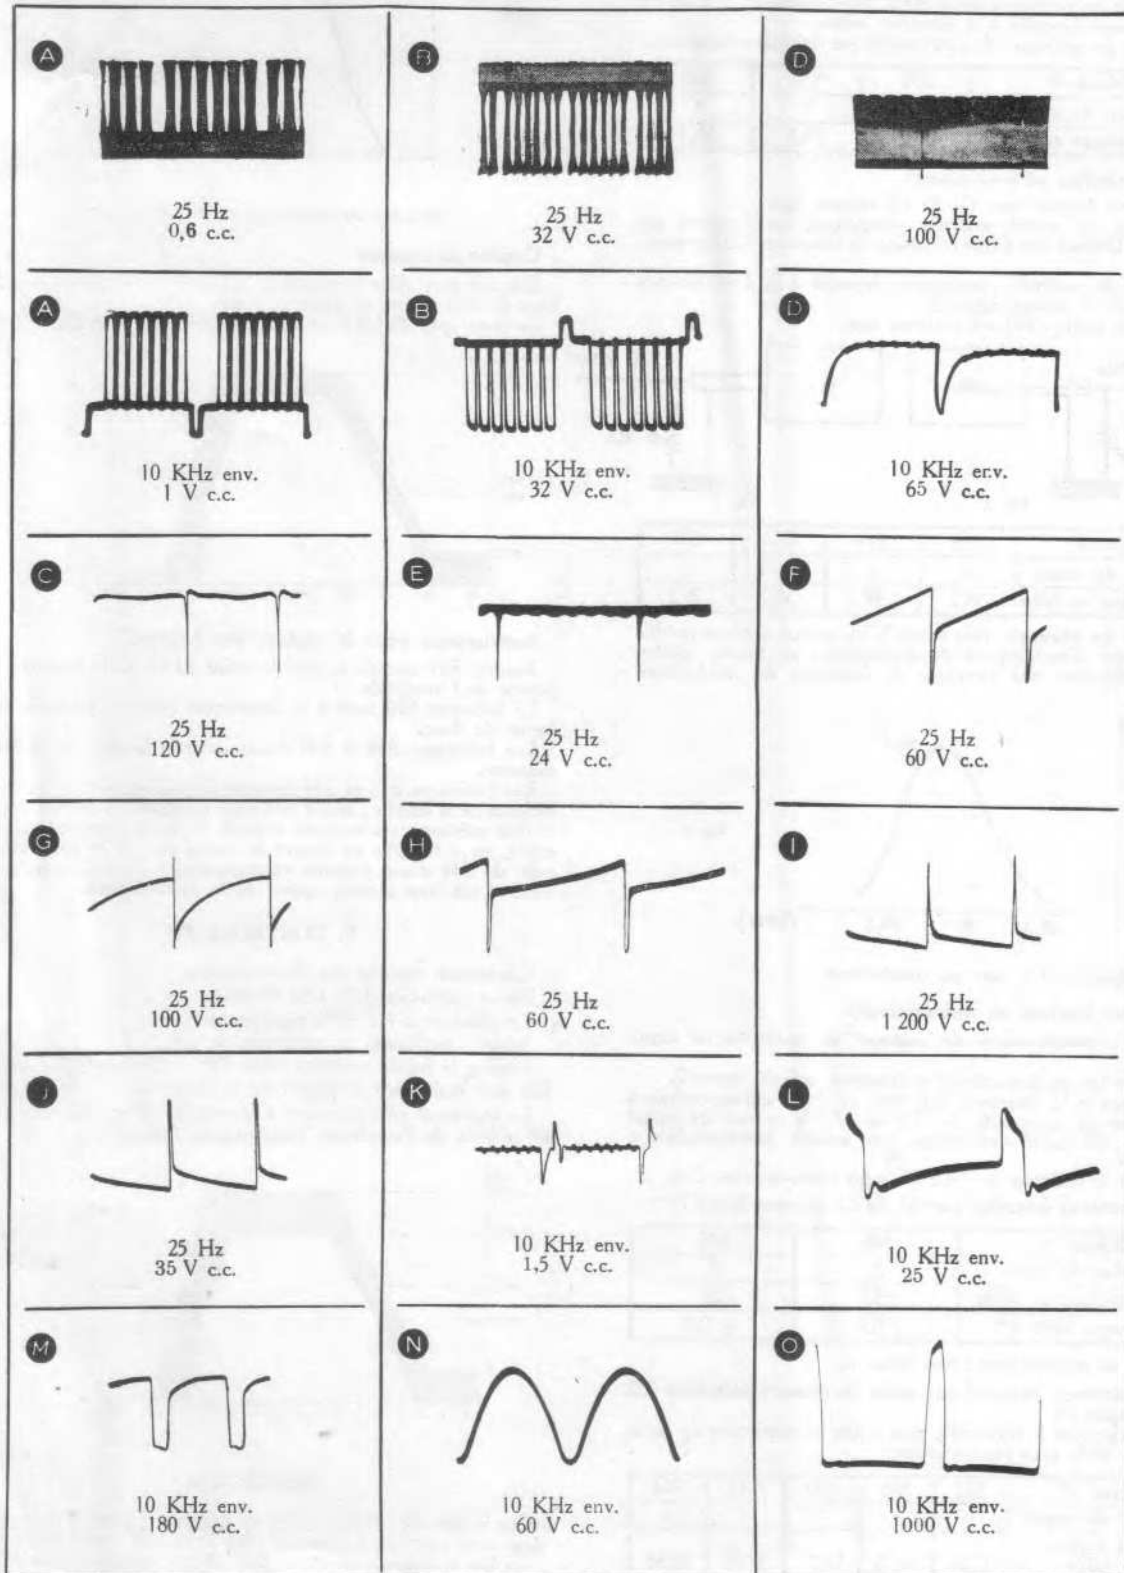 A
25 Hz
0,6 c.c.
B
25 Hz
32 V c.c.
D
25 Hz
100 V c.c.
A
10 KHz env.
1 V c.c.
B
10 KHz env.
32 V c.c.
D
10 KHz env.
65 V c.c.
C
25 Hz
120 V c.c.
E
25 Hz
24 V c.c.
F
25 Hz
60 V c.c.
G
25 Hz
100 V c.c.
H
25 Hz
60 V c.c.
I
25 Hz
1 200 V c.c.
J
25 Hz
35 V c.c.
K
10 KHz env.
1,5 V c.c.
L
10 KHz env.
25 V c.c.
M
10 KHz env.
180 V c.c.
N
10 KHz env.
60 V c.c.
O
10 KHz env.
1000 V c.c.